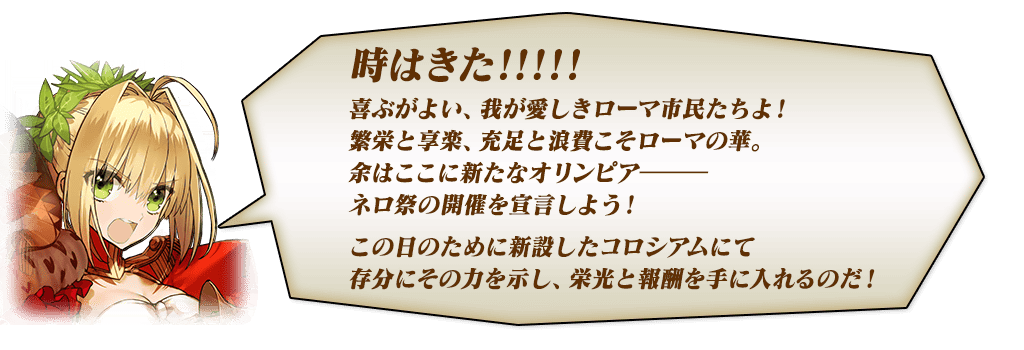 時はきた!!!!!
喜ぶがよい、我が愛しきローマ市民たちよ！
繁栄と享楽、充足と浪費こそローマの華。
余はここに新たなオリンピア───
ネロ祭の開催を宣言しよう！
この日のために新設したコロシアムにて
存分にその力を示し、栄光と報酬を手に入れるのだ！